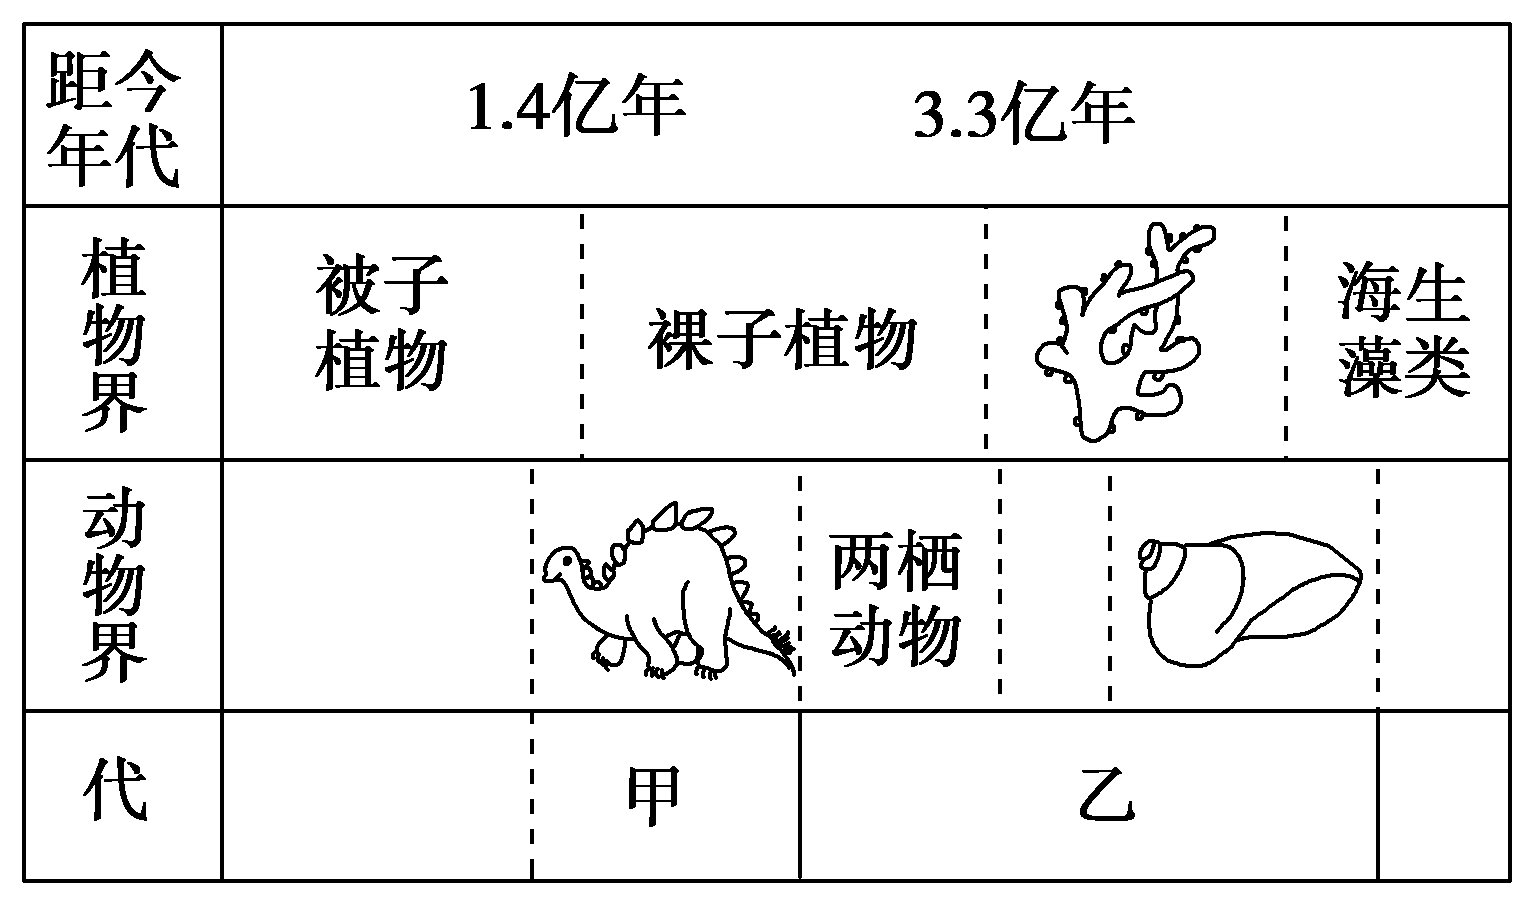 距今
年代
1.4亿年
3.3亿年
植物界
被子
植物
裸子植物
海生
藻类
动物界
两栖
动物
代
甲
乙